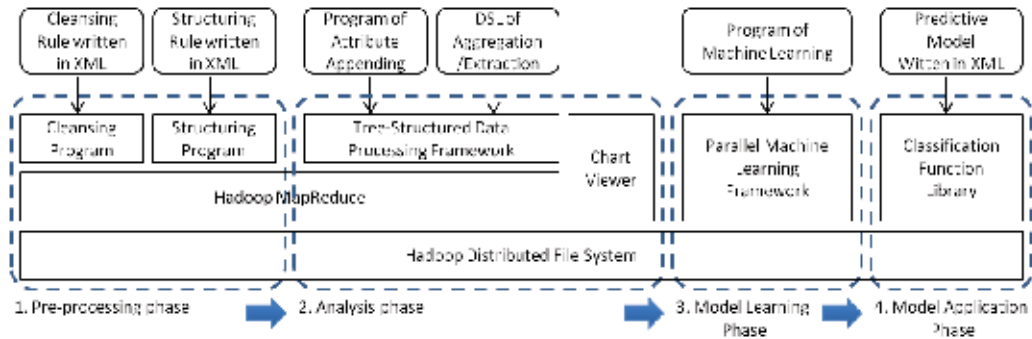 Cleansing
Rule written
in XML
Structuring
Rule written
in XML
Program of
Attribute
Appending
DSL of
Aggregation
/Extraction
Program of
Machine Learning
Predictive
Model
Witten in XML
Cleansing
Program
Structuring
Program
Tree-Structured Data
Processing Framework
Chart
Viewer
Parallel Machine
Learning
Framework
Classification
Function
Library
Hadoop MapReduce
Hadoop Distributed File System
1. Pre-processing phase
2. Analysis phase
3. Model Learning
Phase
4. Model Application
Phase